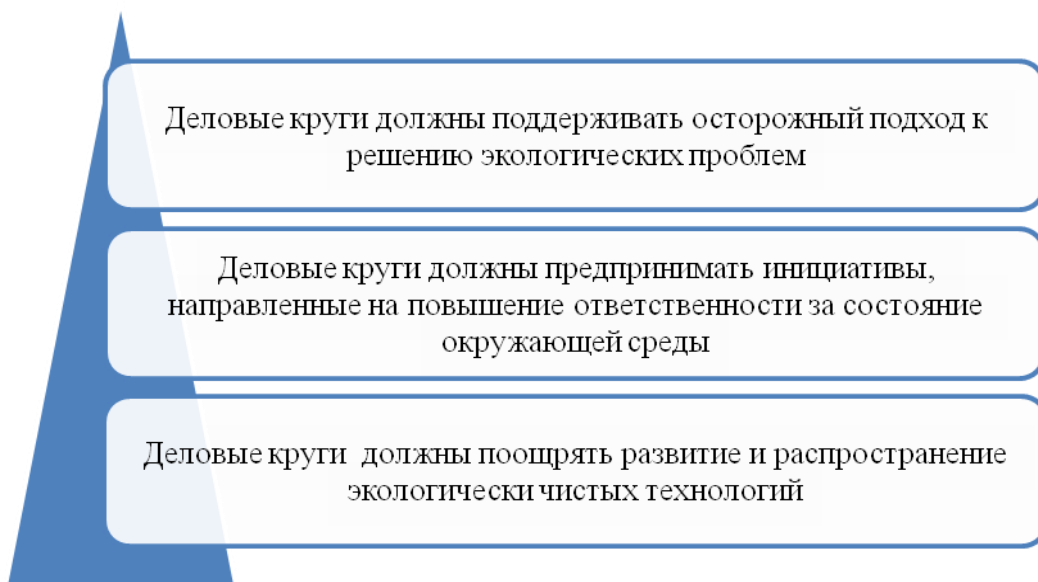 Деловые круги должны поддерживать осторожный подход к
решению экологических проблем
Деловые круги должны предпринимать инициативы,
направленные на повышение ответственности за состояние
окружающей среды
Деловые круги должны поощрять развитие и распространение
экологически чистых технологий